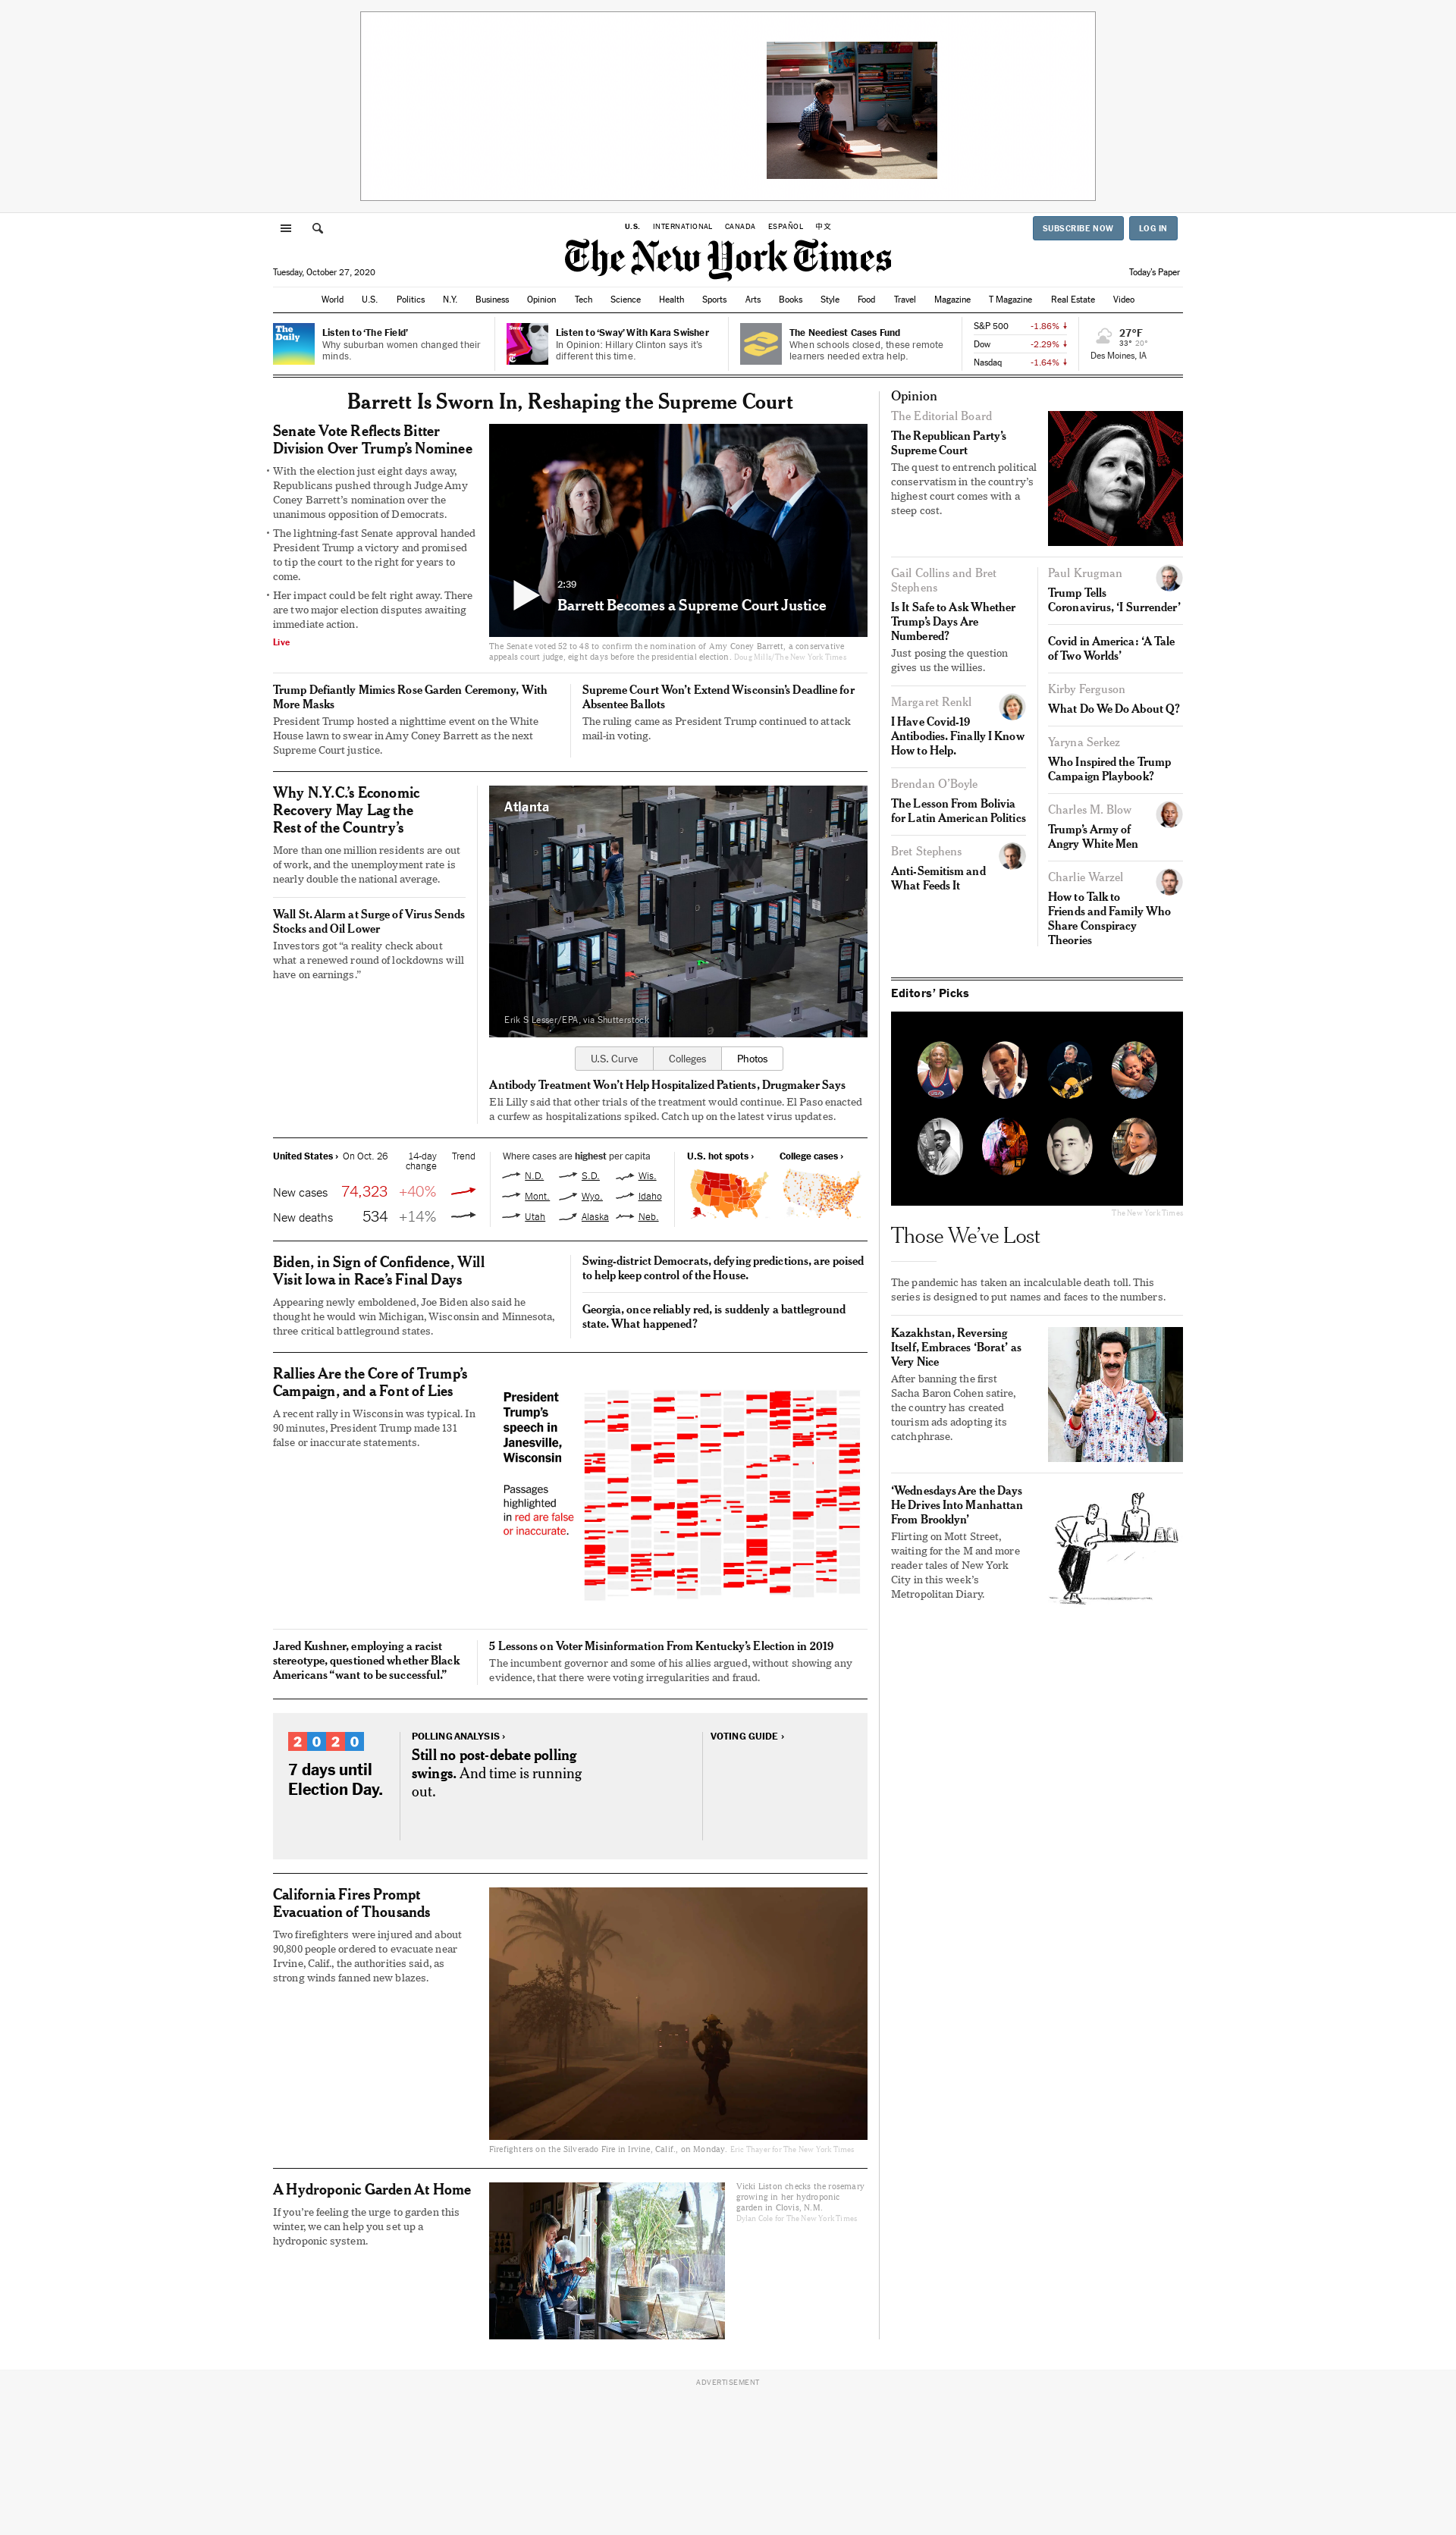 U.S. INTERNATIONAL CANADA ESPAÑOL 中文
SUBSCRIBE NOW LOG IN
The New York Times
Tuesday, October 27, 2020
Today's Paper
World U.S. Politics N.Y. Business Opinion Tech Science Health Sports Arts Books Style Food Travel Magazine T Magazine Real Estate Video
The
Daily
Listen to ‘The Field’
Why suburban women changed their
minds.
Sway
Listen to ‘Sway’ With Kara Swisher
In Opinion: Hillary Clinton says it’s
different this time.
The Neediest Cases Fund
When schools closed, these remote
learners needed extra help.
S&P 500 -1.86%
Dow -2.29%
Nasdaq -1.64%
27°F
33° 20°
Des Moines, IA
Barrett Is Sworn In, Reshaping the Supreme Court
Senate Vote Reflects Bitter
Division Over Trump’s Nominee
• With the election just eight days away,
Republicans pushed through Judge Amy
Coney Barrett’s nomination over the
unanimous opposition of Democrats.
• The lightning-fast Senate approval handed
President Trump a victory and promised
to tip the court to the right for years to
come.
• Her impact could be felt right away. There
are two major election disputes awaiting
immediate action.
Live
2:39
Barrett Becomes a Supreme Court Justice
The Senate voted 52 to 48 to confirm the nomination of Amy Coney Barrett, a conservative
appeals court judge, eight days before the presidential election. Doug Mills/The New York Times
Trump Defiantly Mimics Rose Garden Ceremony, With
More Masks
President Trump hosted a nighttime event on the White
House lawn to swear in Amy Coney Barrett as the next
Supreme Court justice.
Supreme Court Won’t Extend Wisconsin’s Deadline for
Absentee Ballots
The ruling came as President Trump continued to attack
mail-in voting.
Why N.Y.C.’s Economic
Recovery May Lag the
Rest of the Country’s
More than one million residents are out
of work, and the unemployment rate is
nearly double the national average.
Wall St. Alarm at Surge of Virus Sends
Stocks and Oil Lower
Investors got “a reality check about
what a renewed round of lockdowns will
have on earnings.”
Atlanta
Erik S Lesser/EPA, via Shutterstock
U.S. Curve Colleges Photos
Antibody Treatment Won’t Help Hospitalized Patients, Drugmaker Says
Eli Lilly said that other trials of the treatment would continue. El Paso enacted
a curfew as hospitalizations spiked. Catch up on the latest virus updates.
United States › On Oct. 26 14-day
change Trend
New cases 74,323 +40%
New deaths 534 +14%
Where cases are highest per capita
N.D. S.D. Wis.
Mont. Wyo. Idaho
Utah Alaska Neb.
U.S. hot spots › College cases ›
Biden, in Sign of Confidence, Will
Visit Iowa in Race’s Final Days
Appearing newly emboldened, Joe Biden also said he
thought he would win Michigan, Wisconsin and Minnesota,
three critical battleground states.
Swing-district Democrats, defying predictions, are poised
to help keep control of the House.
Georgia, once reliably red, is suddenly a battleground
state. What happened?
Rallies Are the Core of Trump’s
Campaign, and a Font of Lies
A recent rally in Wisconsin was typical. In
90 minutes, President Trump made 131
false or inaccurate statements.
President
Trump’s
speech in
Janesville,
Wisconsin
Passages
highlighted
in red are false
or inaccurate.
Jared Kushner, employing a racist
stereotype, questioned whether Black
Americans “want to be successful.”
5 Lessons on Voter Misinformation From Kentucky’s Election in 2019
The incumbent governor and some of his allies argued, without showing any
evidence, that there were voting irregularities and fraud.
2020
7 days until
Election Day.
POLLING ANALYSIS ›
Still no post-debate polling
swings. And time is running
out.
VOTING GUIDE ›
California Fires Prompt
Evacuation of Thousands
Two firefighters were injured and about
90,800 people ordered to evacuate near
Irvine, Calif., the authorities said, as
strong winds fanned new blazes.
Firefighters on the Silverado Fire in Irvine, Calif., on Monday. Eric Thayer for The New York Times
A Hydroponic Garden At Home
If you’re feeling the urge to garden this
winter, we can help you set up a
hydroponic system.
Vicki Liston checks the rosemary
growing in her hydroponic
garden in Clovis, N.M.
Dylan Cole for The New York Times
Opinion
The Editorial Board
The Republican Party’s
Supreme Court
The quest to entrench political
conservatism in the country’s
highest court comes with a
steep cost.
Gail Collins and Bret
Stephens
Is It Safe to Ask Whether
Trump’s Days Are
Numbered?
Just posing the question
gives us the willies.
Margaret Renkl
I Have Covid-19
Antibodies. Finally I Know
How to Help.
Brendan O’Boyle
The Lesson From Bolivia
for Latin American Politics
Bret Stephens
Anti-Semitism and
What Feeds It
Paul Krugman
Trump Tells
Coronavirus, ‘I Surrender’
Covid in America: ‘A Tale
of Two Worlds’
Kirby Ferguson
What Do We Do About Q?
Yaryna Serkez
Who Inspired the Trump
Campaign Playbook?
Charles M. Blow
Trump’s Army of
Angry White Men
Charlie Warzel
How to Talk to
Friends and Family Who
Share Conspiracy
Theories
Editors’ Picks
The New York Times
Those We’ve Lost
The pandemic has taken an incalculable death toll. This
series is designed to put names and faces to the numbers.
Kazakhstan, Reversing
Itself, Embraces ‘Borat’ as
Very Nice
After banning the first
Sacha Baron Cohen satire,
the country has created
tourism ads adopting its
catchphrase.
‘Wednesdays Are the Days
He Drives Into Manhattan
From Brooklyn’
Flirting on Mott Street,
waiting for the M and more
reader tales of New York
City in this week’s
Metropolitan Diary.
ADVERTISEMENT